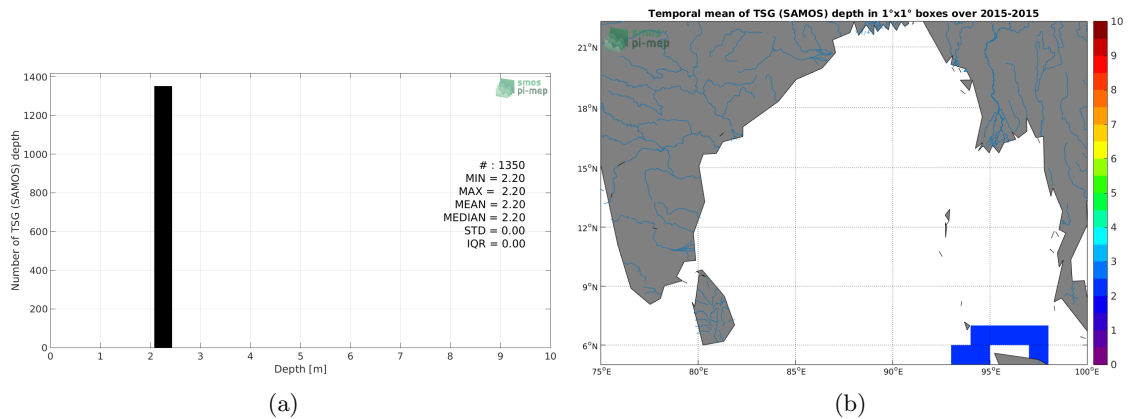 1400
1200
1000
800
600
400
200
0
Number of TSG (SAMOS) depth
smos
pi-mep
# : 1350
MIN = 2.20
MAX = 2.20
MEAN = 2.20
MEDIAN = 2.20
STD = 0.00
IQR = 0.00
0 1 2 3 4 5 6 7 8 9 10
Depth [m]
(a)
Temporal mean of TSG (SAMOS) depth in 1°x1° boxes over 2015-2015
smos
pi-mep
21°N
18°N
15°N
12°N
9°N
6°N
75°E 80°E 85°E 90°E 95°E 100°E
10
9
8
7
6
5
4
3
2
1
0
(b)